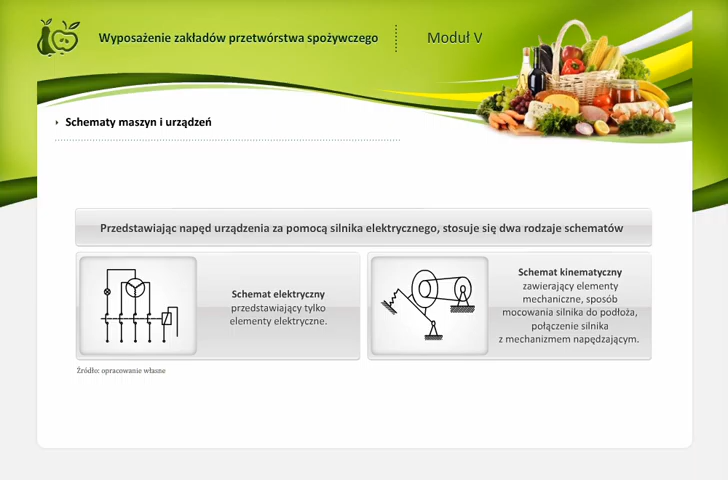 Wyposażenie zakładów przetwórstwa spożywczego
Moduł V
Schematy maszyn i urządzeń
Przedstawiając napęd urządzenia za pomocą silnika elektrycznego, stosuje się dwa rodzaje schematów
Schemat elektryczny
przedstawiający tylko
elementy elektryczne.
Schemat kinematyczny
zawierający elementy
mechaniczne, sposób
mocowania silnika do podłoża,
połączenie silnika
z mechanizmem napędzającym.
Źródło: opracowanie własne